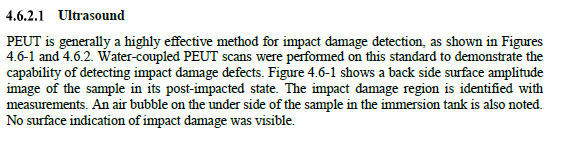 4.6.2.1 Ultrasound
PEUT is generally a highly effective method for impact damage detection, as shown in Figures
4.6-1 and 4.6.2. Water-coupled PEUT scans were performed on this standard to demonstrate the
capability of detecting impact damage defects. Figure 4.6-1 shows a back side surface amplitude
image of the sample in its post-impacted state. The impact damage region is identified with
measurements. An air bubble on the under side of the sample in the immersion tank is also noted.
No surface indication of impact damage was visible.